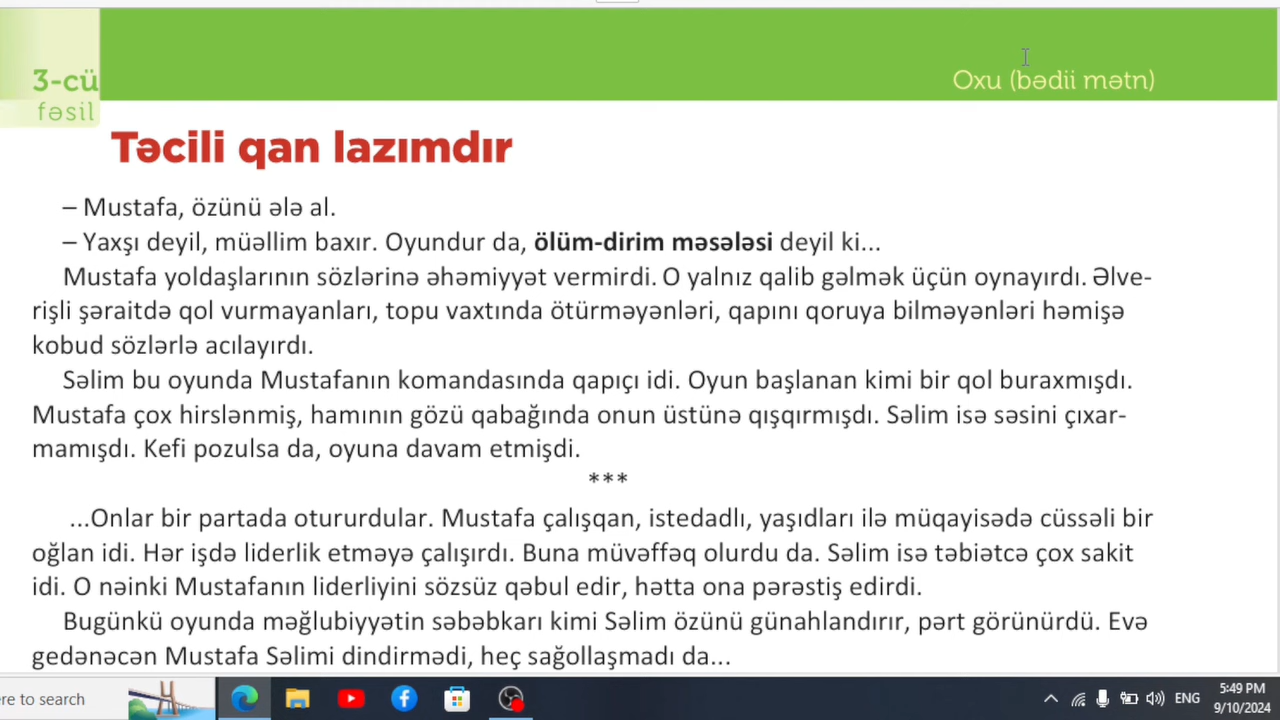 3-cü
fəsil
Oxu (bədii mətn)
Təcili qan lazımdır
– Mustafa, özünü ələ al.
– Yaxşı deyil, müəllim baxır. Oyundur da, ölüm-dirim məsələsi deyil ki...
Mustafa yoldaşlarının sözlərinə əhəmiyyət vermirdi. O yalnız qalib gəlmək üçün oynayırdı. Əlve-
rişli şəraitdə qol vurmayanları, topu vaxtında ötürməyənləri, qapını qoruya bilməyənləri həmişə
kobud sözlərlə acılayırdı.
Səlim bu oyunda Mustafanın komandasında qapıçı idi. Oyun başlanan kimi bir qol buraxmışdı.
Mustafa çox hirslənmiş, hamının gözü qabağında onun üstünə qışqırmışdı. Səlim isə səsini çıxar-
mamışdı. Kefi pozulsa da, oyuna davam etmişdi.
***
...Onlar bir partada otururdular. Mustafa çalışqan, istedadlı, yaşıdları ilə müqayisədə cüssəli bir
oğlan idi. Hər işdə liderlik etməyə çalışırdı. Buna müvəffəq olurdu da. Səlim isə təbiətcə çox sakit
idi. O nəinki Mustafanın liderliyini sözsüz qəbul edir, hətta ona pərəstiş edirdi.
Bugünkü oyunda məğlubiyyətin səbəbkarı kimi Səlim özünü günahlandırır, pərt görünürdü. Evə
gedənəcən Mustafa Səlimi dindirmədi, heç sağollaşmadı da...
ere to search
ENG
5:49 PM
9/10/2024